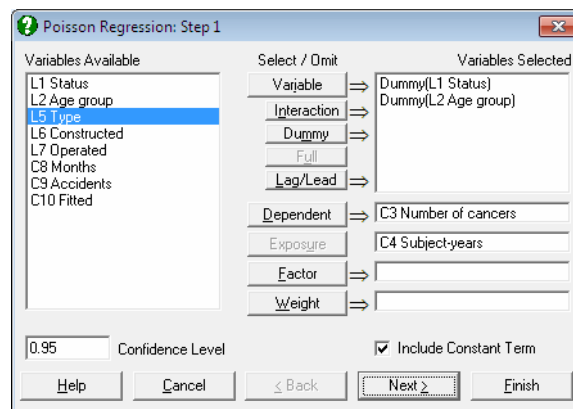 Poisson Regression: Step 1
Variables Available
Select / Omit
Variables Selected
L1 Status
L2 Age group
L5 Type
L6 Constructed
L7 Operated
C8 Months
C9 Accidents
C10 Fitted
Variable
Interaction
Dummy
Full
Lag/Lead
Dummy(L1 Status)
Dummy(L2 Age group)
Dependent
C3 Number of cancers
Exposure
C4 Subject-years
Factor
Weight
0.95 Confidence Level
Include Constant Term
Help
Cancel
< Back
Next >
Finish